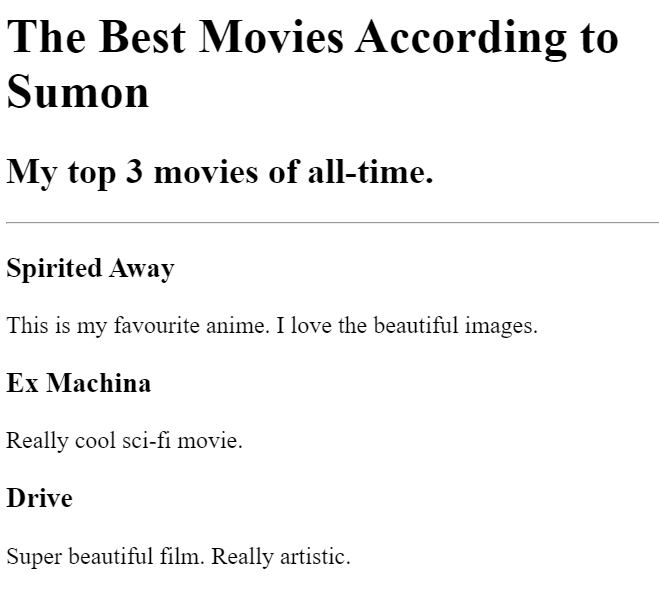 The Best Movies According to
Sumon
My top 3 movies of all-time.
Spirited Away
This is my favourite anime. I love the beautiful images.
Ex Machina
Really cool sci-fi movie.
Drive
Super beautiful film. Really artistic.